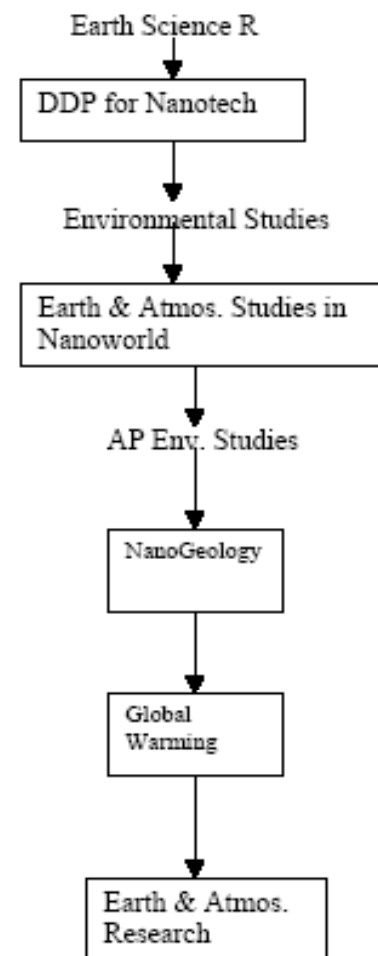 Earth Science R
DDP for Nanotech
Environmental Studies
Earth & Atmos. Studies in
Nanoworld
AP Env. Studies
NanoGeology
Global
Warming
Earth & Atmos.
Research